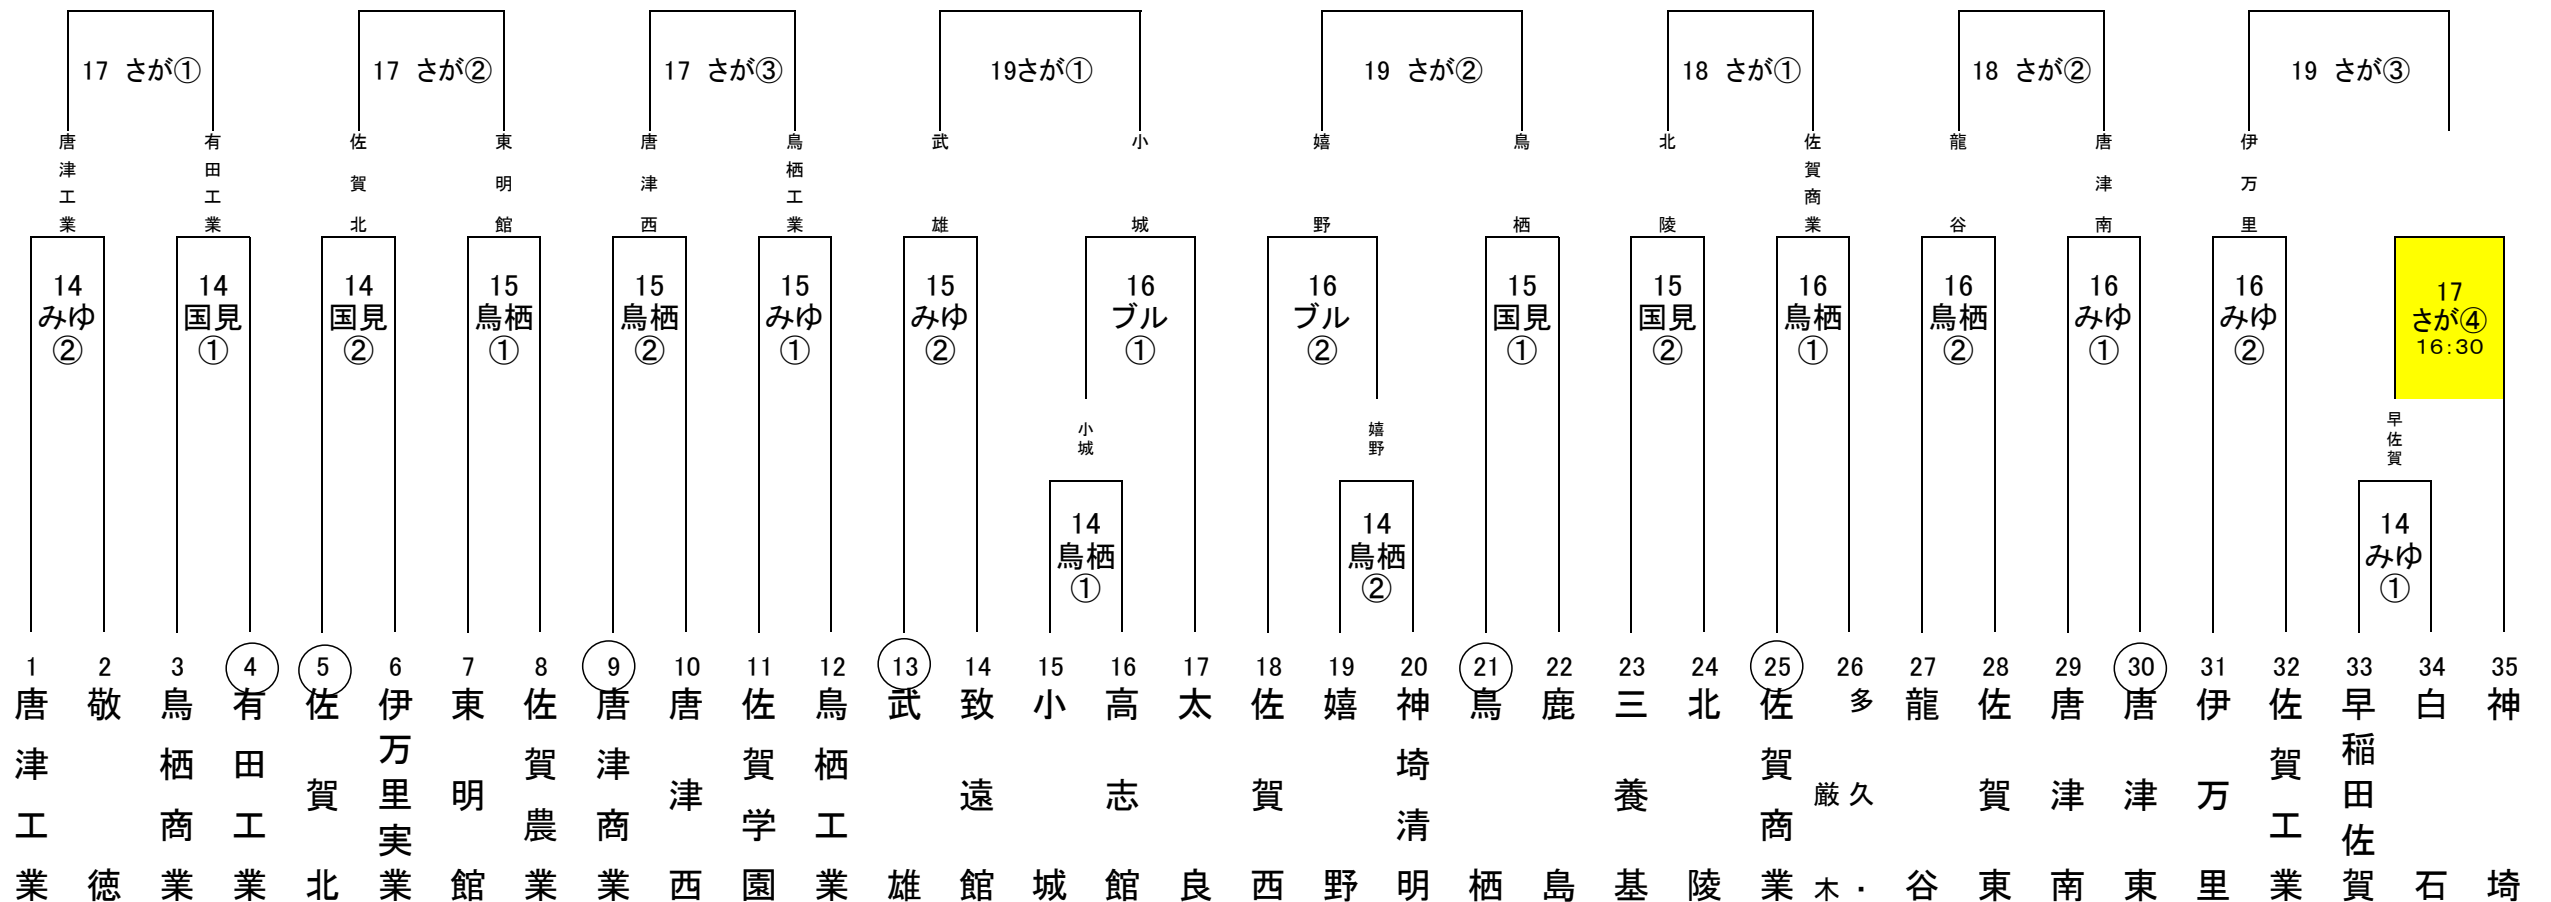 17 さが①
17 さが②
17 さが③
19さが①
19 さが②
18 さが①
18 さが②
19 さが③
唐津工業
有田工業
佐賀北
東明館
唐津西
鳥栖工業
武雄
小城
嬉野
鳥栖
北陵
佐賀商業
龍谷
唐津南
伊万里
14
みゆ
②
14
国見
①
14
国見
②
15
鳥栖
①
15
鳥栖
②
15
みゆ
①
15
みゆ
②
16
ブル
①
16
ブル
②
15
国見
①
15
国見
②
16
鳥栖
①
16
鳥栖
②
16
みゆ
①
16
みゆ
②
17
さが④
16:30
小城
嬉野
早佐賀
14
鳥栖
①
14
鳥栖
②
14
みゆ
①
1
唐津工業
2
敬徳
3
鳥栖商業
4
有田工業
5
佐賀北
6
伊万里実業
7
東明館
8
佐賀農業
9
唐津商業
10
唐津西
11
佐賀学園
12
鳥栖工業
13
武雄
14
致遠館
15
小城
16
高志館
17
太良
18
佐賀西
19
嬉野
20
神埼清明
21
鳥栖
22
鹿島
23
三養基
24
北陵
25
佐賀商業
26
多久・
厳木
27
龍谷
28
佐賀東
29
唐津南
30
唐津東
31
伊万里
32
佐賀工業
33
早稲田佐賀
34
白石
35
神埼